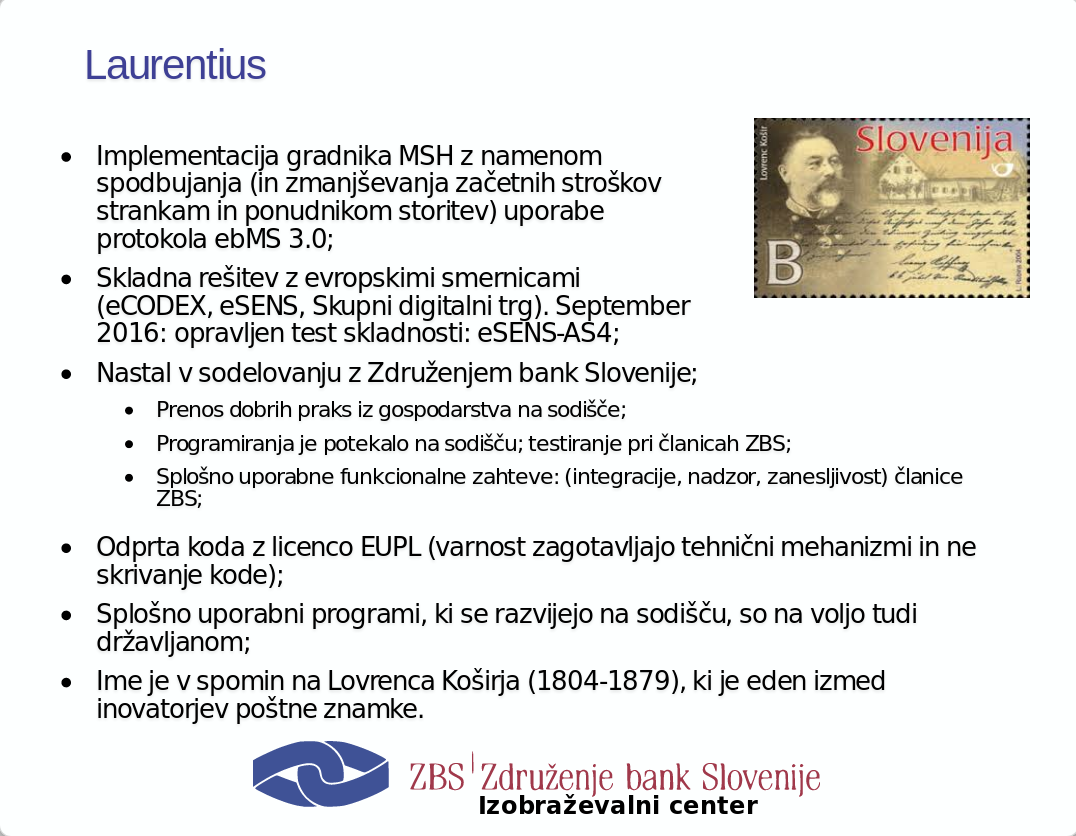 Laurentius
• Implementacija gradnika MSH z namenom
spodbujanja (in zmanjševanja začetnih stroškov
strankam in ponudnikom storitev) uporabe
protokola ebMS 3.0;
• Skladna rešitev z evropskimi smernicami
(eCODEX, eSENS, Skupni digitalni trg). September
2016: opravljen test skladnosti: eSENS-AS4;
• Nastal v sodelovanju z Združenjem bank Slovenije;
• Prenos dobrih praks iz gospodarstva na sodišče;
• Programiranja je potekalo na sodišču; testiranje pri članicah ZBS;
• Splošno uporabne funkcionalne zahteve: (integracije, nadzor, zanesljivost) članice
ZBS;
• Odprta koda z licenco EUPL (varnost zagotavljajo tehnični mehanizmi in ne
skrivanje kode);
• Splošno uporabni programi, ki se razvijejo na sodišču, so na voljo tudi
državljanom;
• Ime je v spomin na Lovrenca Koširja (1804-1879), ki je eden izmed
inovatorjev poštne znamke.
Lovrenc Košir
Slovenija
B
ZBS Združenje bank Slovenije
Izobraževalni center